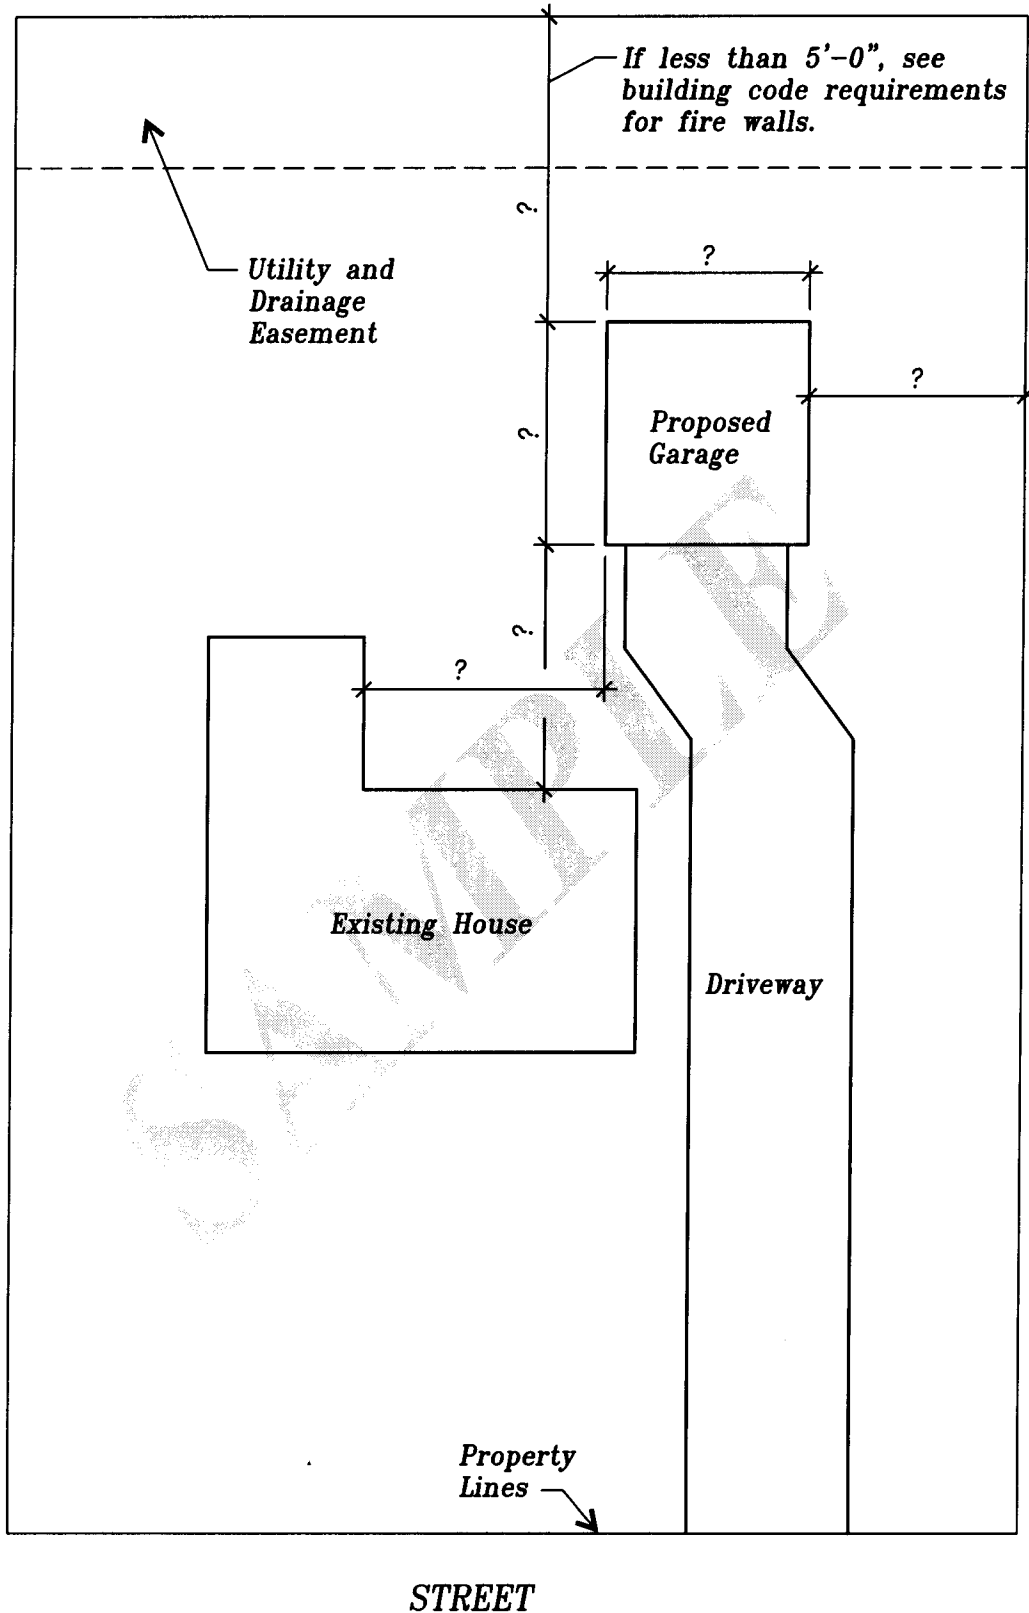 If less than 5'-0", see
building code requirements
for fire walls.
?
Utility and
Drainage
Easement
?
?
?
Proposed
Garage
?
?
SAMPLE
Existing House
Driveway
Property
Lines
STREET